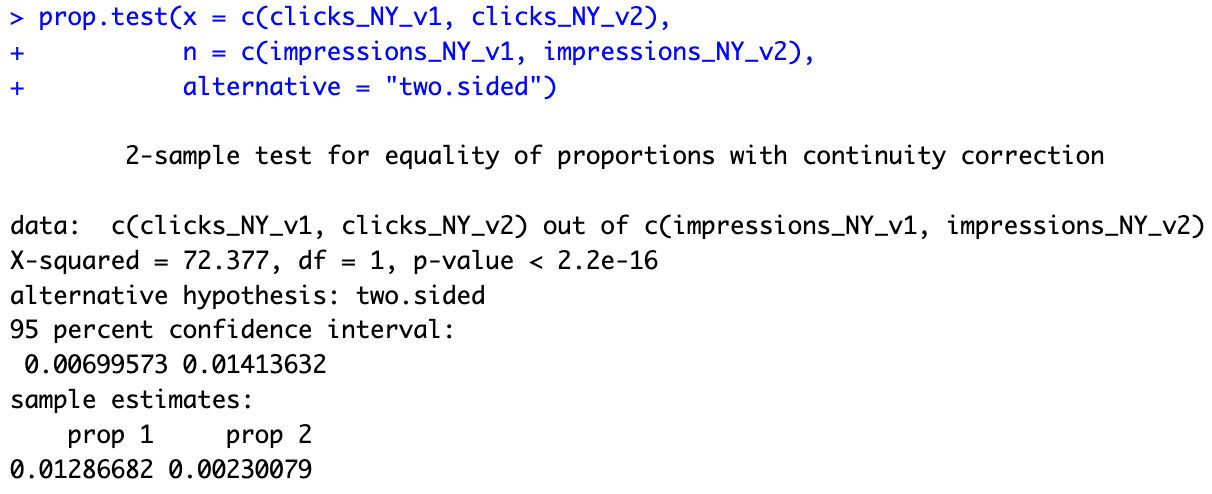 > prop.test(x = c(clicks_NY_v1, clicks_NY_v2),
+           n = c(impressions_NY_v1, impressions_NY_v2),
+           alternative = "two.sided")

        2-sample test for equality of proportions with continuity correction

data:  c(clicks_NY_v1, clicks_NY_v2) out of c(impressions_NY_v1, impressions_NY_v2)
X-squared = 72.377, df = 1, p-value < 2.2e-16
alternative hypothesis: two.sided
95 percent confidence interval:
 0.00699573 0.01413632
sample estimates:
    prop 1     prop 2
0.01286682 0.00230079